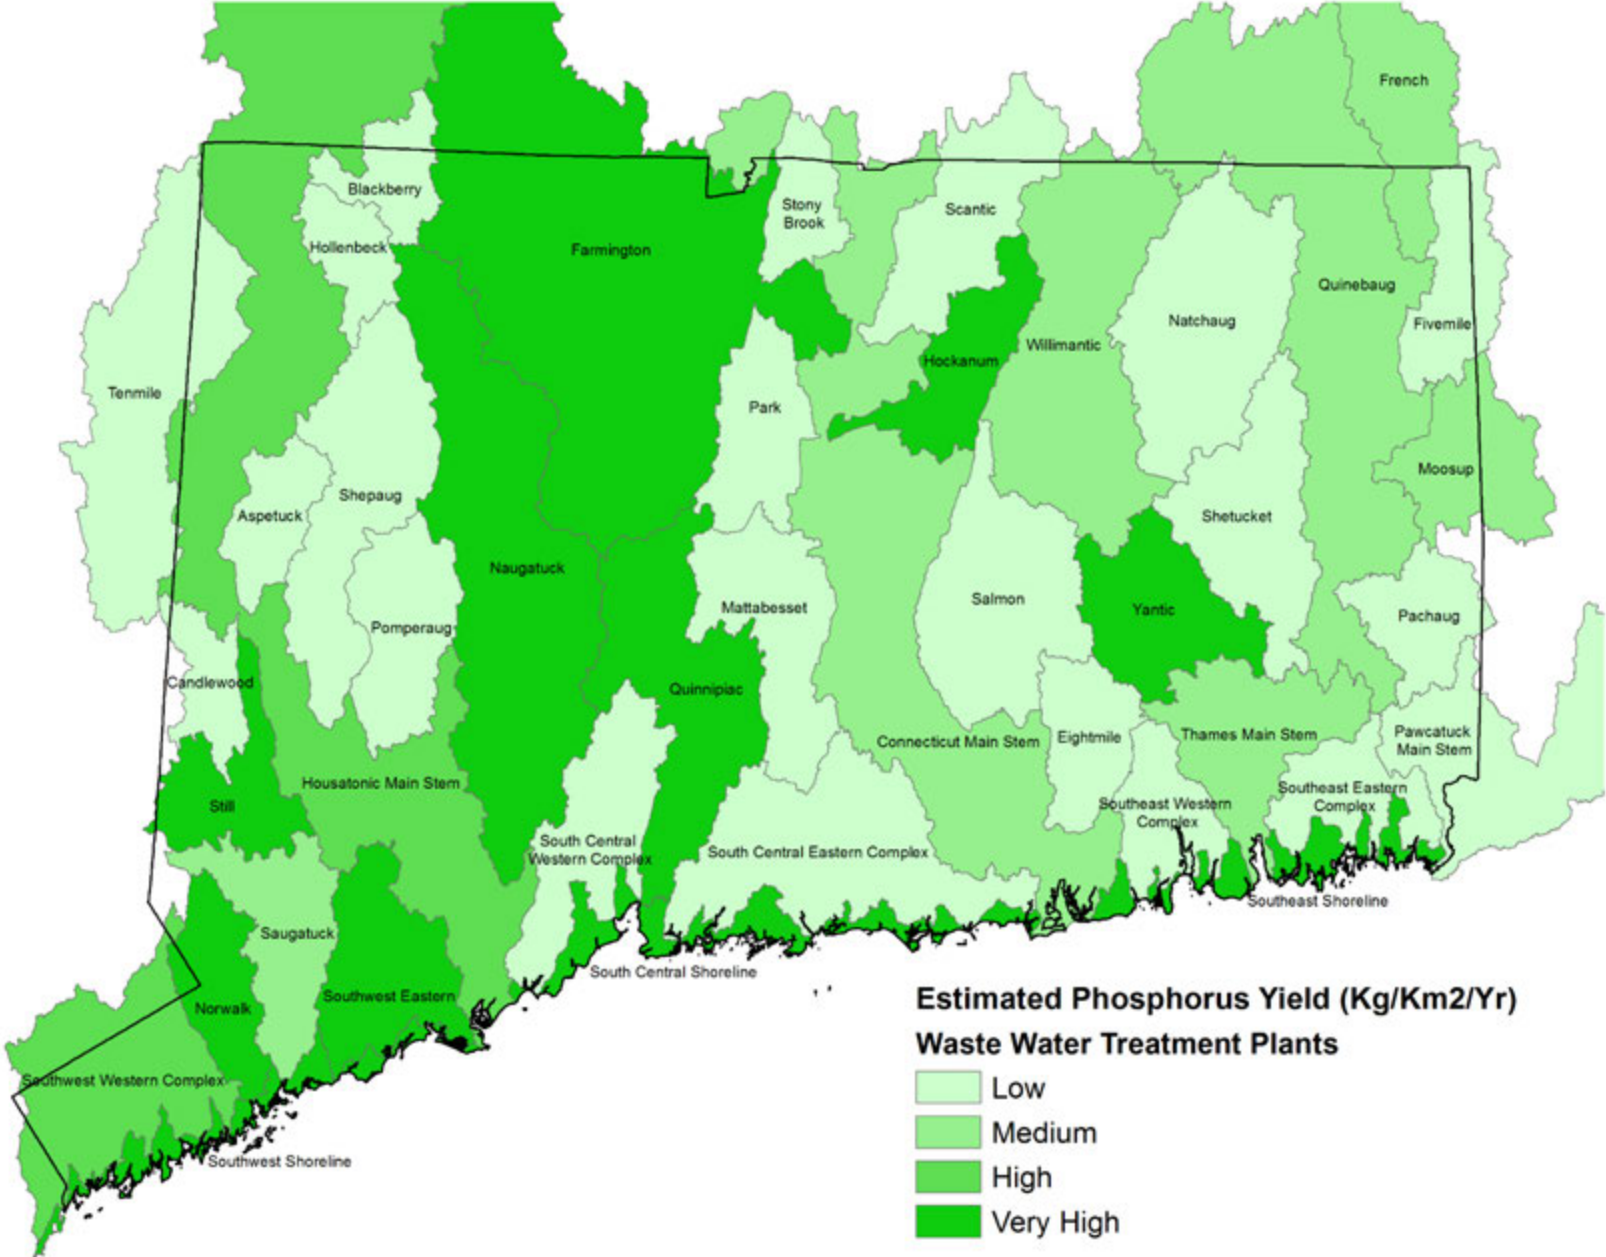 French
Blackberry
Stony
Brook
Scantic
Hollenbeck
Farmington
Quinebaug
Natchaug
Fivemile
Willimantic
Hockanum
Tenmile
Park
Moosup
Shepaug
Aspetuck
Shetucket
Naugatuck
Salmon
Mattabesset
Yantic
Pachaug
Pomperaug
Candlewood
Quinnipiac
Connecticut Main Stem
Eightmile
Thames Main Stem
Pawcatuck
Main Stem
Housatonic Main Stem
Still
Southeast Eastern
Complex
Southeast Western
Complex
South Central
Western Complex
South Central Eastern Complex
Southeast Shoreline
Saugatuck
South Central Shoreline
Southwest Eastern
Norwalk
Southwest Western Complex
Southwest Shoreline
Estimated Phosphorus Yield (Kg/Km2/Yr)
Waste Water Treatment Plants
Low
Medium
High
Very High